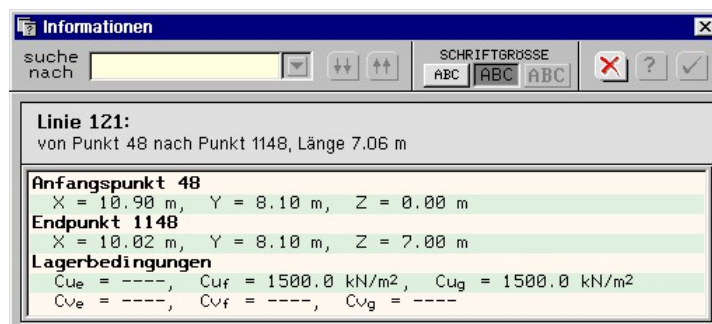 Informationen
suche
nach
SCHRIFTGRÖSSE
ABC ABC ABC
?
Linie 121:
von Punkt 48 nach Punkt 1148, Länge 7.06 m
Anfangspunkt 48
X = 10.90 m, Y = 8.10 m, Z = 0.00 m
Endpunkt 1148
X = 10.02 m, Y = 8.10 m, Z = 7.00 m
Lagerbedingungen
Cue = ----, Cuf = 1500.0 kN/m², Cug = 1500.0 kN/m²
Cve = ----, Cvf = ----, Cvg = ----